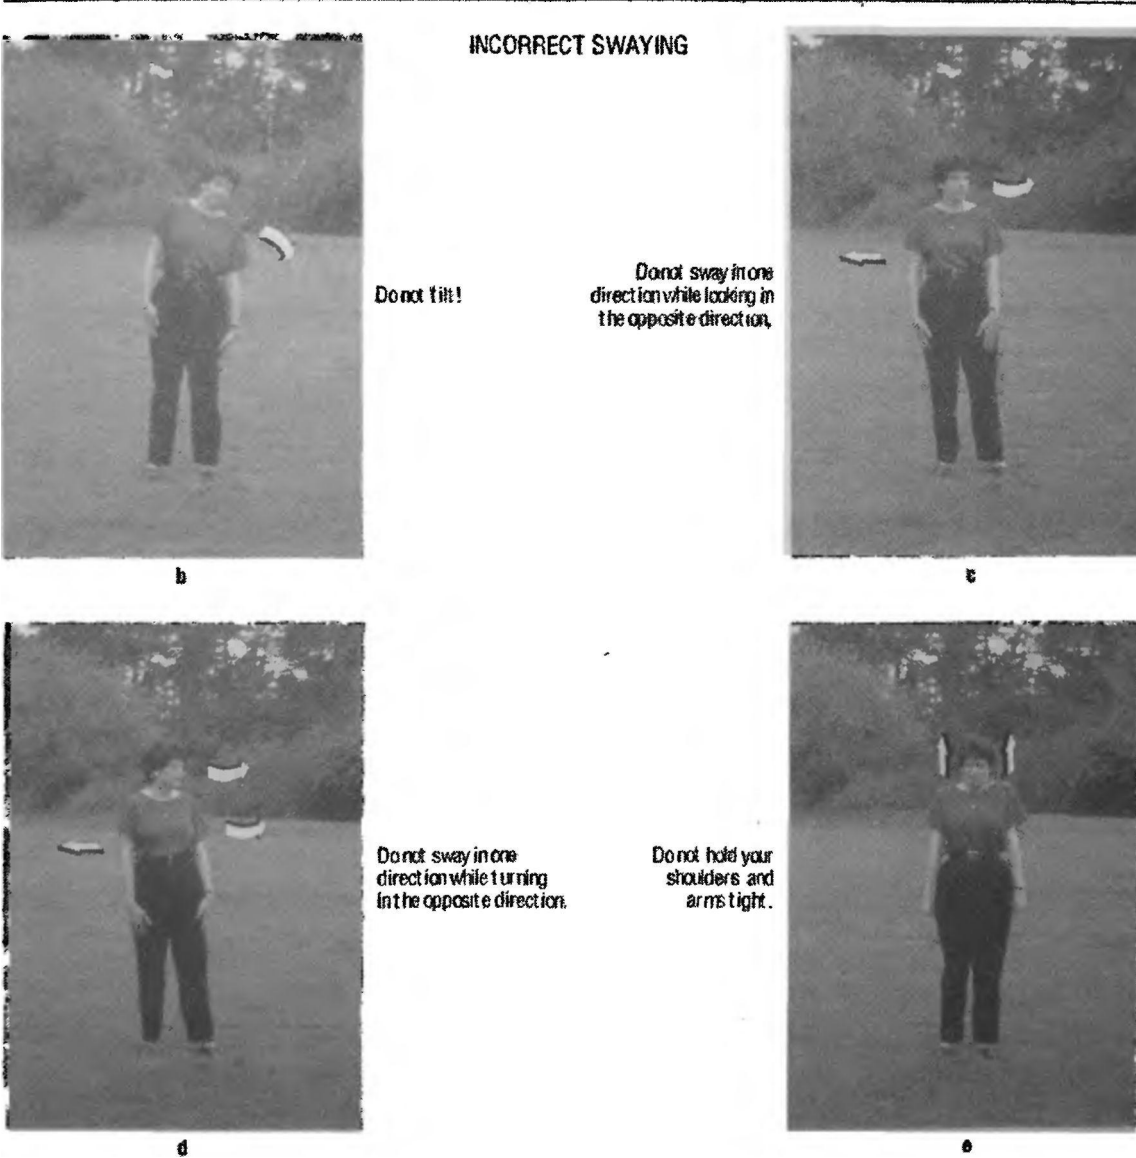 INCORRECT SWAYING
Do not tilt!
Do not sway in one
direction while looking in
the opposite direction.
b
c
Do not sway in one
direction while turning
in the opposite direction.
Do not hold your
shoulders and
arms tight.
d
e